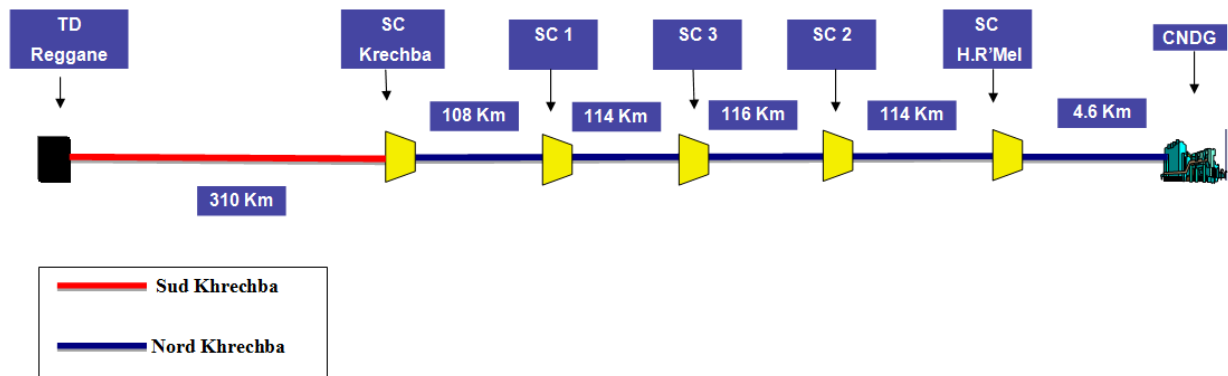 TD
Reggane
SC
Krechba
SC 1
SC 3
SC 2
SC
H.R'Mel
CNDG
108 Km
114 Km
116 Km
114 Km
4.6 Km
310 Km
Sud Khrechba
Nord Khrechba